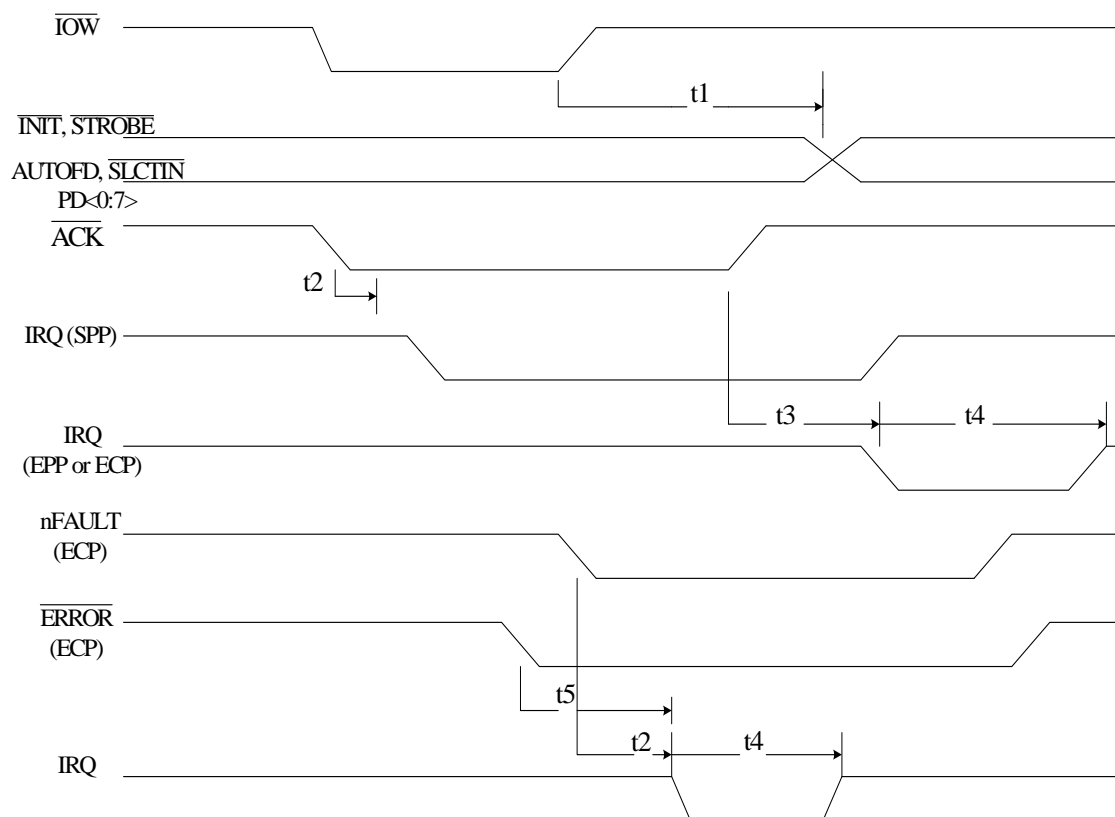 IOW
t1
INIT, STROBE
AUTOFD, SLCTIN
PD<0:7>
ACK
t2
IRQ (SPP)
t3
t4
IRQ
(EPP or ECP)
nFAULT
(ECP)
ERROR
(ECP)
t5
t2
t4
IRQ